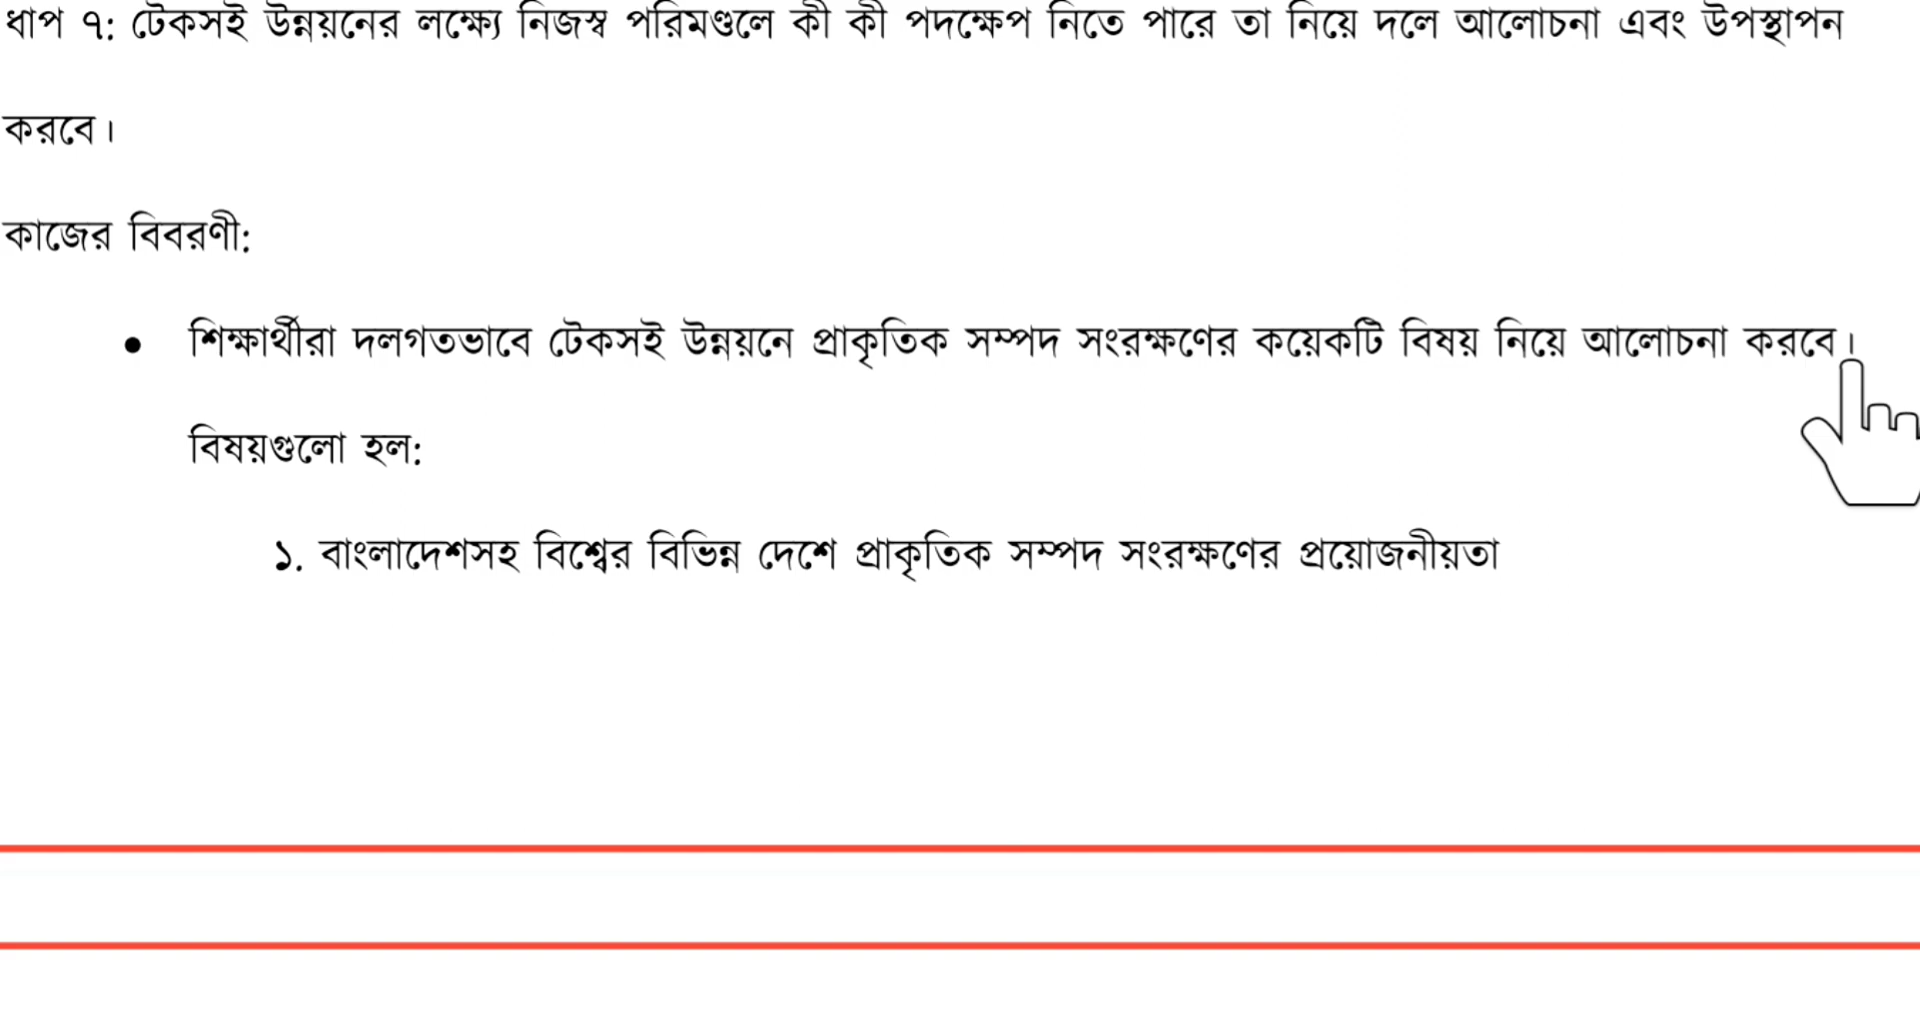 ধাপ ৭: টেকসই উন্নয়নের লক্ষ্যে নিজস্ব পরিমণ্ডলে কী কী পদক্ষেপ নিতে পারে তা নিয়ে দলে আলোচনা এবং উপস্থাপন
করবে।
কাজের বিবরণী:
● শিক্ষার্থীরা দলগতভাবে টেকসই উন্নয়নে প্রাকৃতিক সম্পদ সংরক্ষণের কয়েকটি বিষয় নিয়ে আলোচনা করবে।
বিষয়গুলো হল:
১. বাংলাদেশসহ বিশ্বের বিভিন্ন দেশে প্রাকৃতিক সম্পদ সংরক্ষণের প্রয়োজনীয়তা